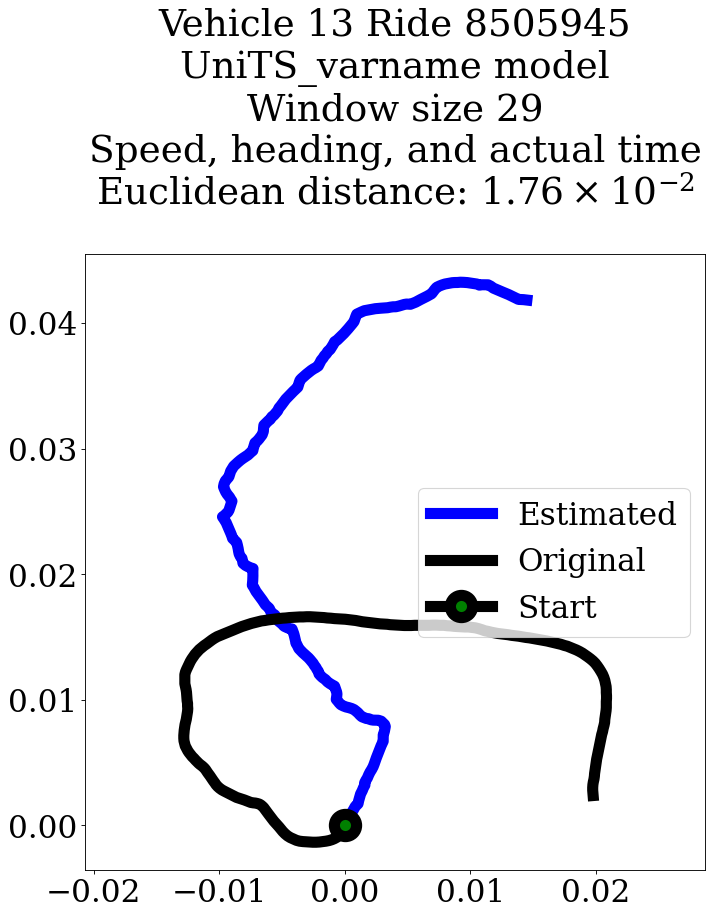 Vehicle 13 Ride 8505945
UniTS_varname model
Window size 29
Speed, heading, and actual time
Euclidean distance: 1.76 × 10⁻²
0.04
0.03
0.02
0.01
0.00
Estimated
Original
Start
−0.02 −0.01 0.00 0.01 0.02